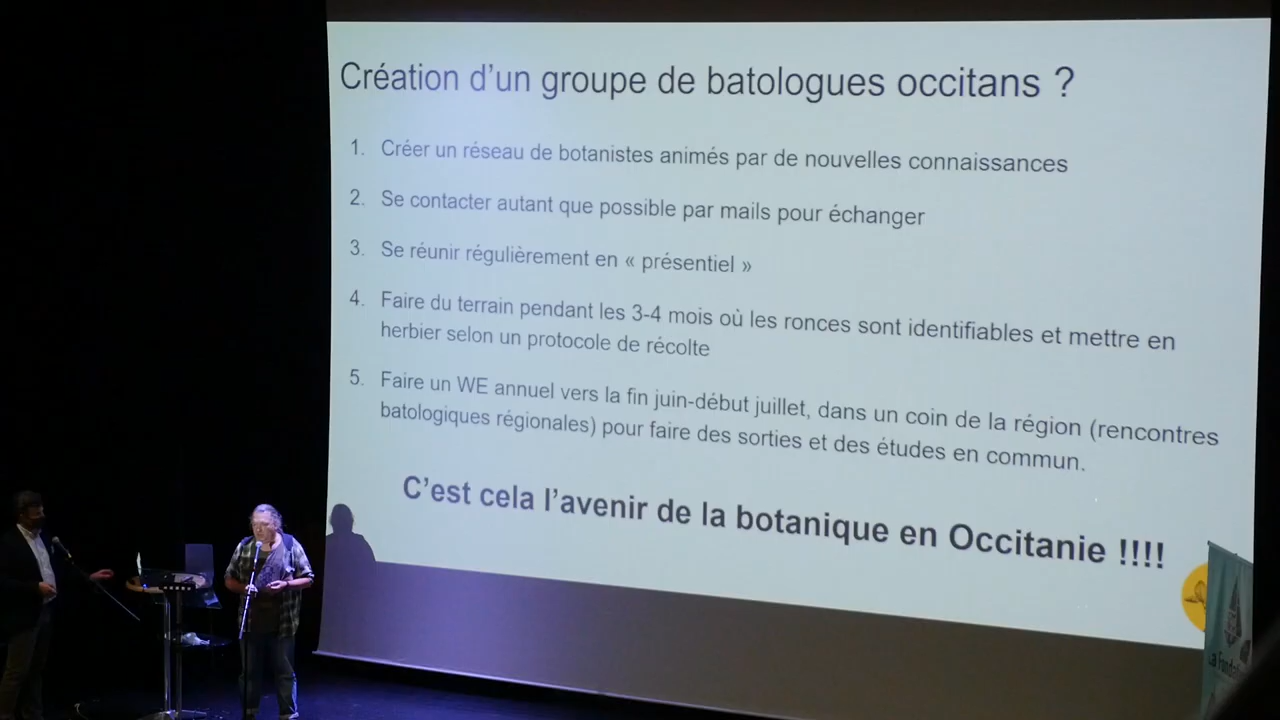 Création d'un groupe de batologues occitans ?
1. Créer un réseau de botanistes animés par de nouvelles connaissances
2. Se contacter autant que possible par mails pour échanger
3. Se réunir régulièrement en « présentiel »
4. Faire du terrain pendant les 3-4 mois où les ronces sont identifiables et mettre en
herbier selon un protocole de récolte
5. Faire un WE annuel vers la fin juin-début juillet, dans un coin de la région (rencontres
batologiques régionales) pour faire des sorties et des études en commun.
C'est cela l'avenir de la botanique en Occitanie !!!!
La